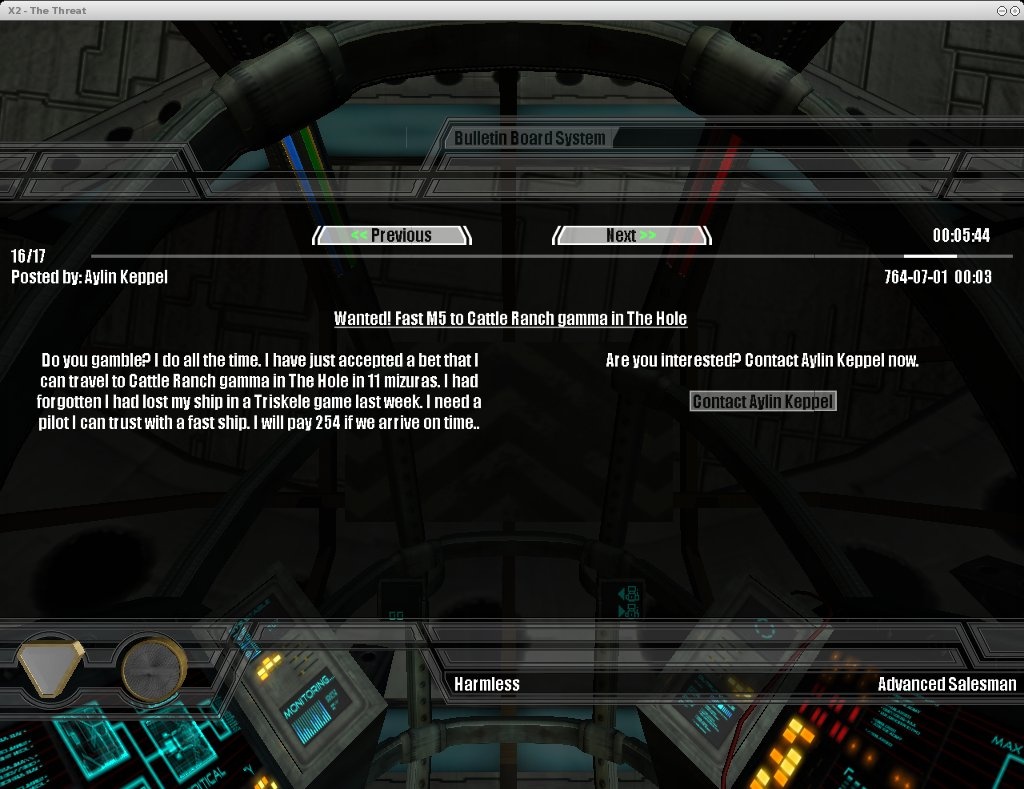 X2 - The Threat
Bulletin Board System
<< Previous
Next >>
00:05:44
16/17
Posted by: Aylin Keppel
764-07-01 00:03
Wanted! Fast M5 to Cattle Ranch gamma in The Hole
Do you gamble? I do all the time. I have just accepted a bet that I
can travel to Cattle Ranch gamma in The Hole in 11 mizuras. I had
forgotten I had lost my ship in a Triskele game last week. I need a
pilot I can trust with a fast ship. I will pay 254 if we arrive on time..
Are you interested? Contact Aylin Keppel now.
Contact Aylin Keppel
Harmless
Advanced Salesman
MONITORING...
MAX